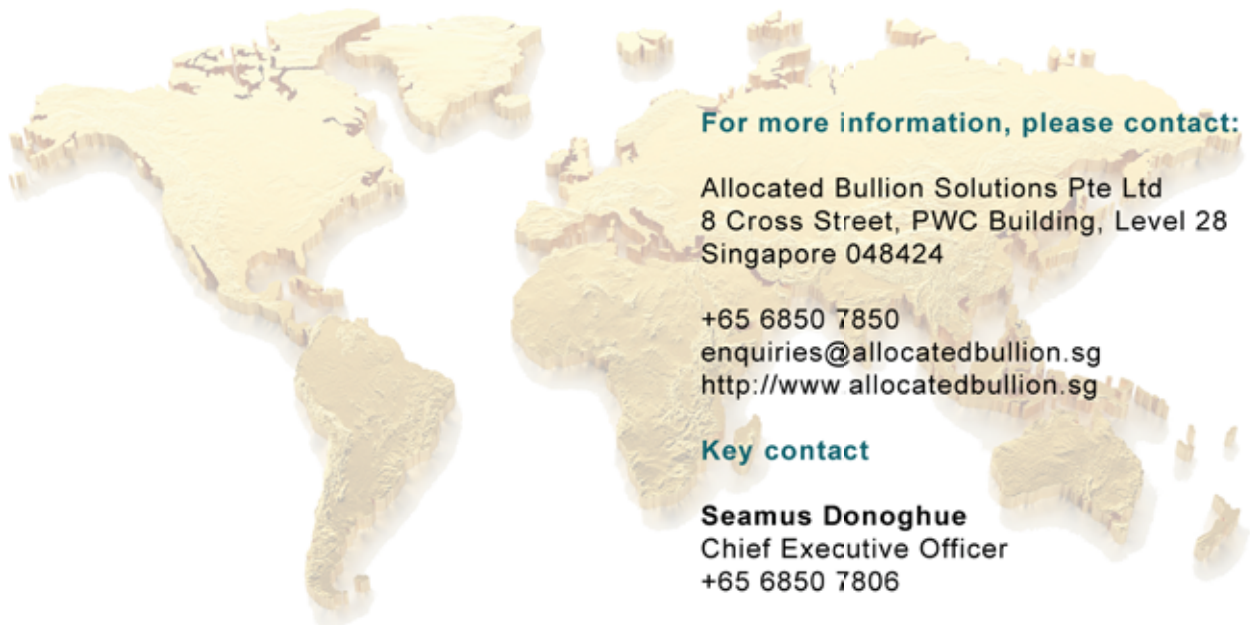 For more information, please contact:
Allocated Bullion Solutions Pte Ltd
8 Cross Street, PWC Building, Level 28
Singapore 048424
+65 6850 7850
enquiries@allocatedbullion.sg
http://www.allocatedbullion.sg
Key contact
Seamus Donoghue
Chief Executive Officer
+65 6850 7806